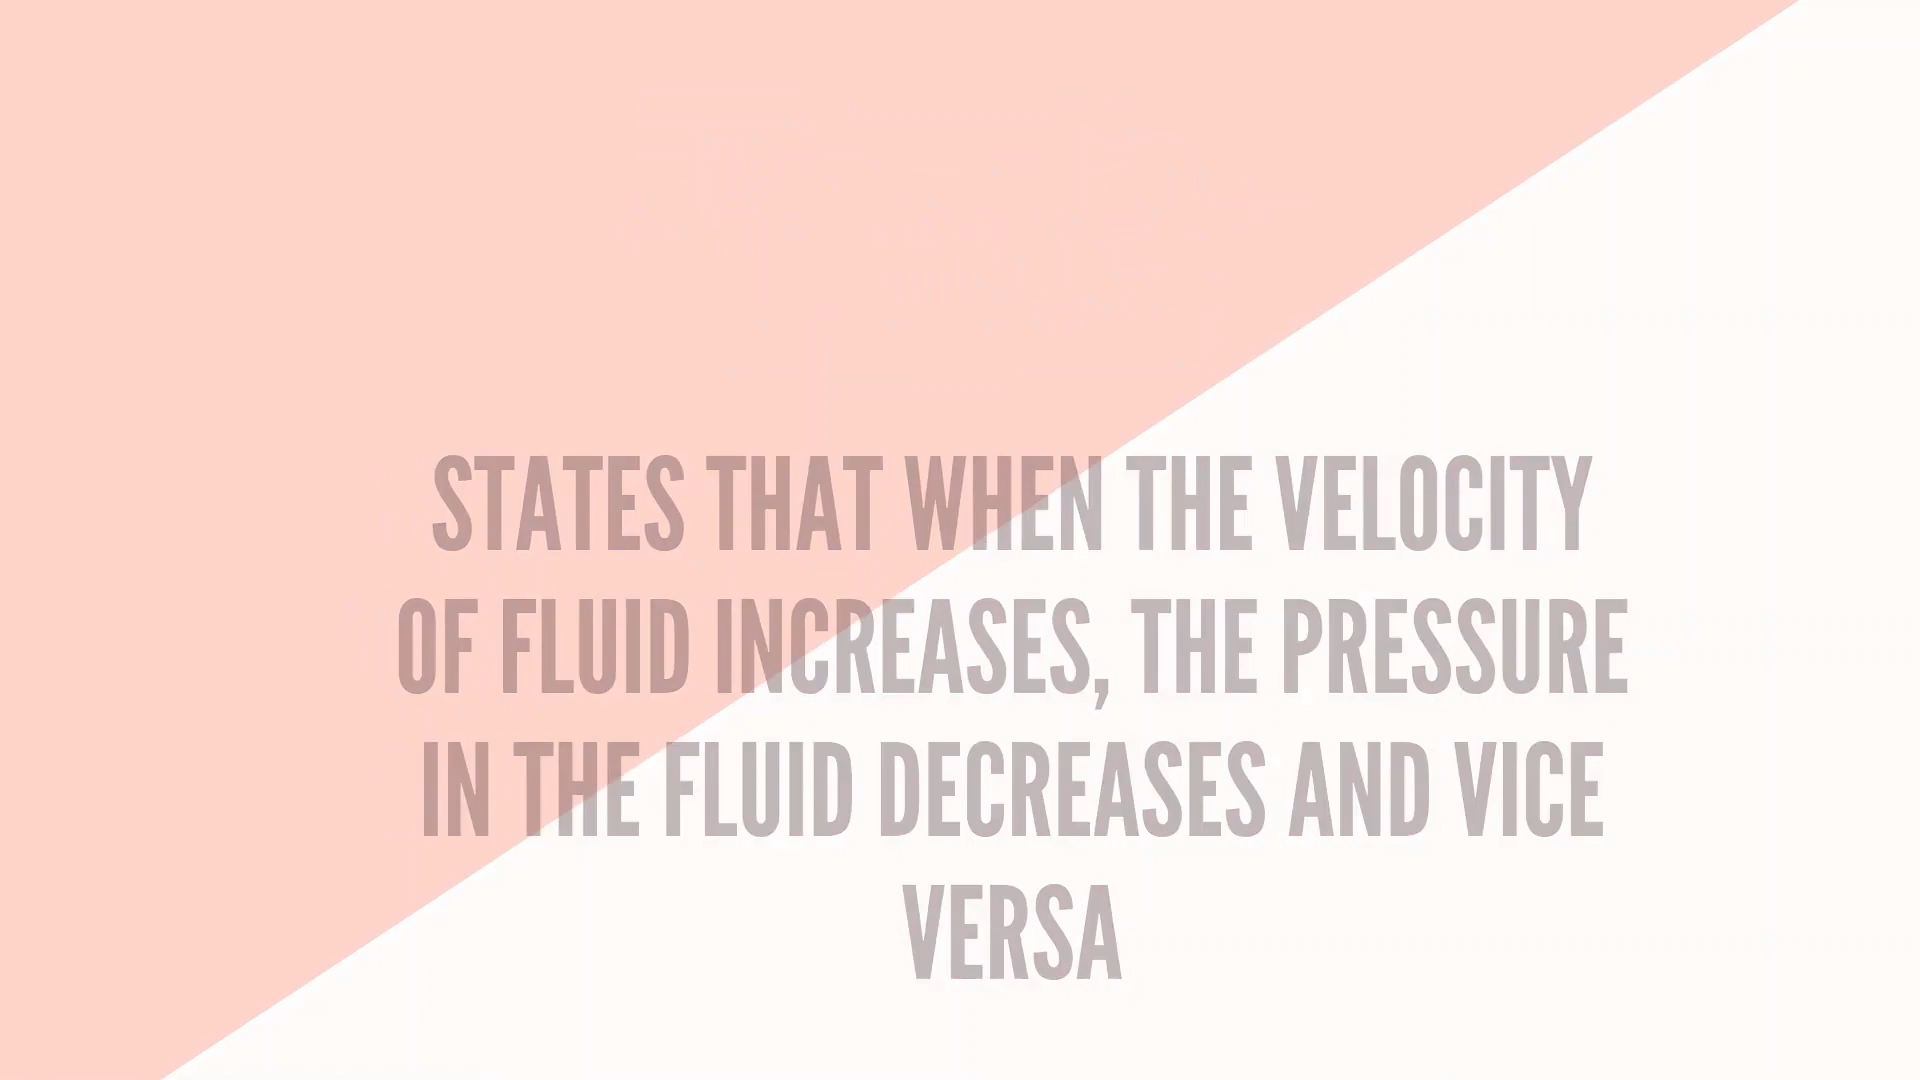 STATES THAT WHEN THE VELOCITY
OF FLUID INCREASES, THE PRESSURE
IN THE FLUID DECREASES AND VICE
VERSA